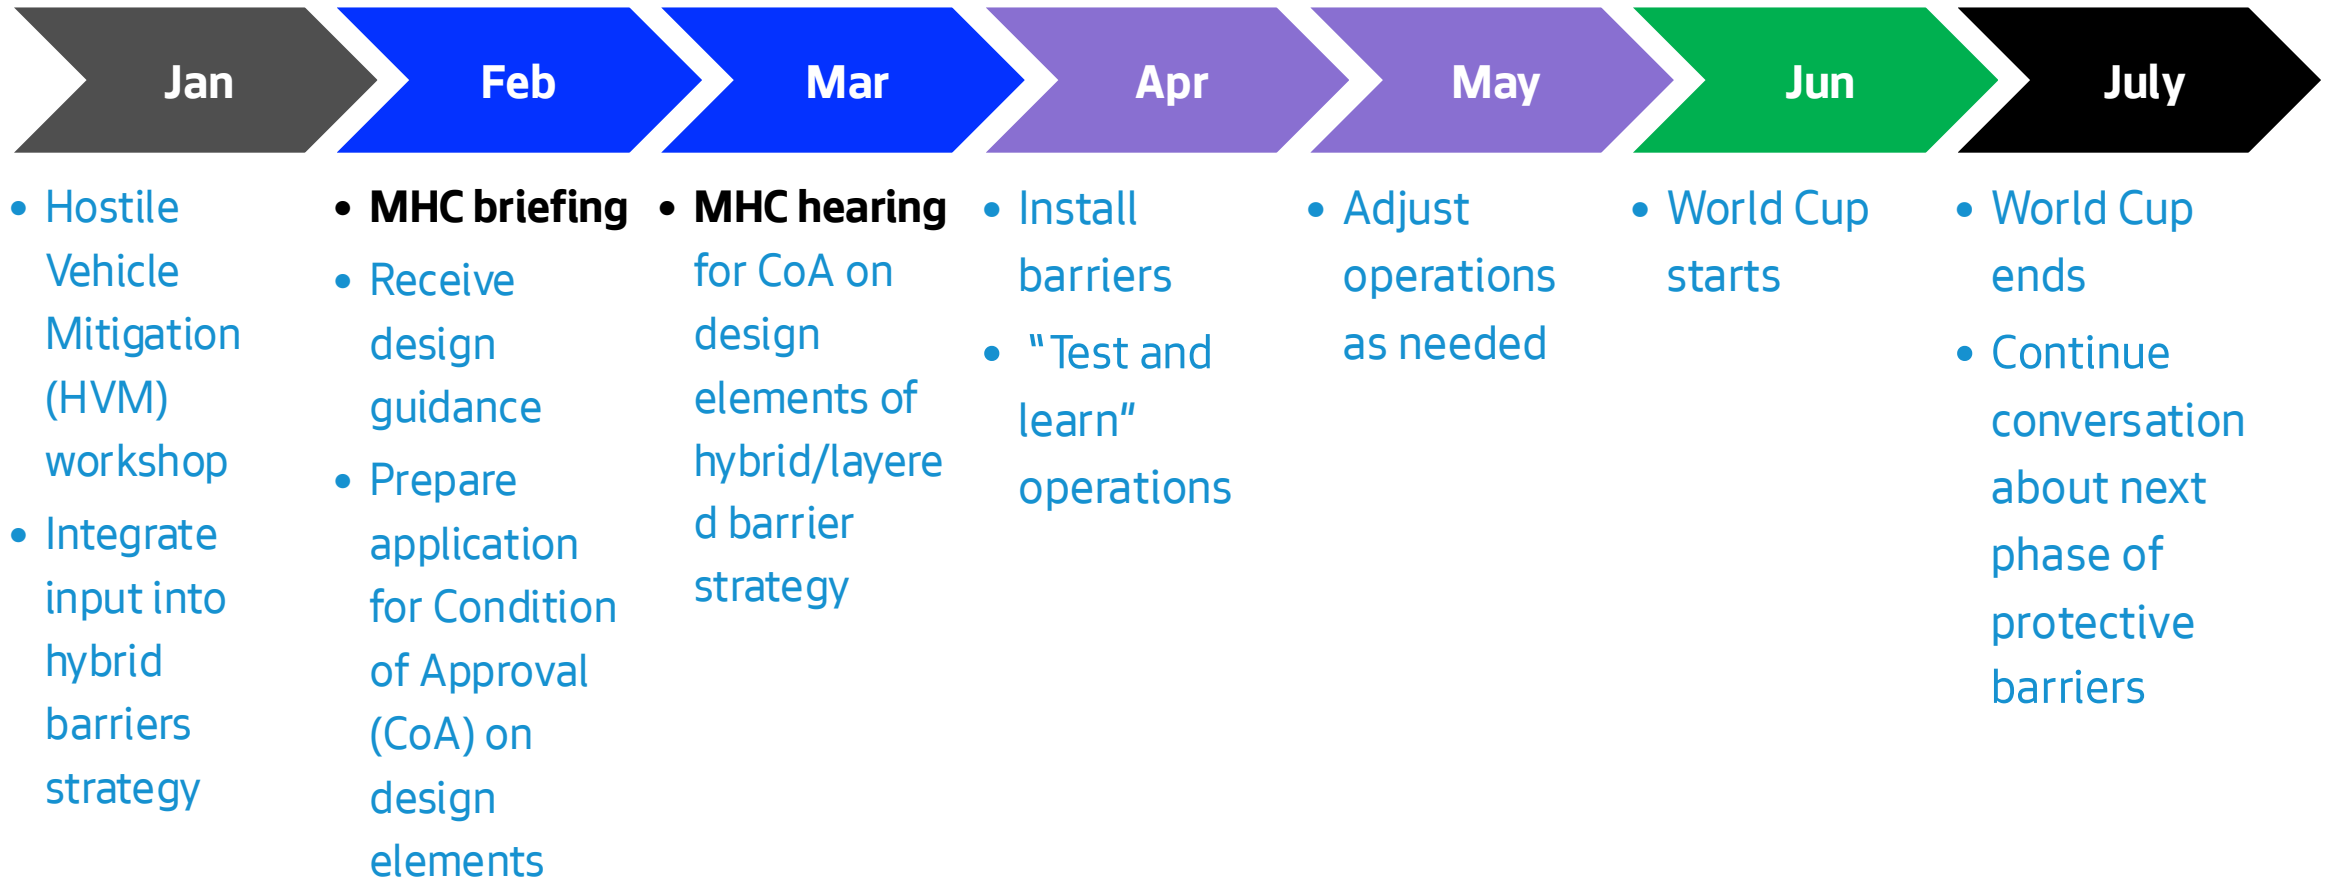 Jan
Feb
Mar
Apr
May
Jun
July
• Hostile
Vehicle
Mitigation
(HVM)
workshop
• Integrate
input into
hybrid
barriers
strategy
• MHC briefing
• Receive
design
guidance
• Prepare
application
for Condition
of Approval
(CoA) on
design
elements
• MHC hearing
for CoA on
design
elements of
hybrid/layere
d barrier
strategy
• Install
barriers
• “Test and
learn”
operations
• Adjust
operations
as needed
• World Cup
starts
• World Cup
ends
• Continue
conversation
about next
phase of
protective
barriers